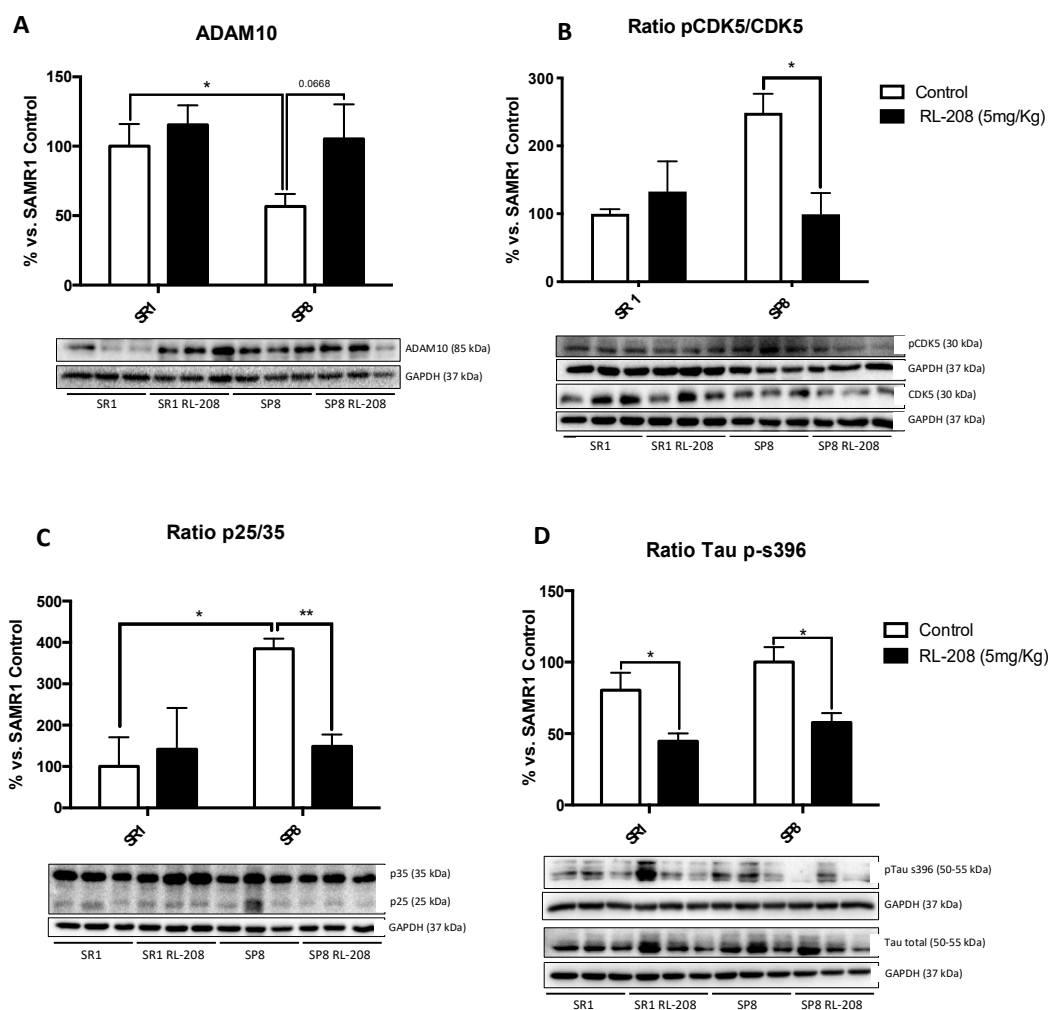 A
ADAM10
% vs. SAMR1 Control
150
100
50
0
*
0.0668
SR1
SP8
ADAM10 (85 kDa)
GAPDH (37 kDa)
SR1 SR1 RL-208 SP8 SP8 RL-208
B
Ratio pCDK5/CDK5
% vs. SAMR1 Control
300
200
100
0
*
SR1
SP8
Control
RL-208 (5mg/Kg)
pCDK5 (30 kDa)
GAPDH (37 kDa)
CDK5 (30 kDa)
GAPDH (37 kDa)
SR1 SR1 RL-208 SP8 SP8 RL-208
C
Ratio p25/35
% vs. SAMR1 Control
500
400
300
200
100
0
* **
SR1
SP8
p35 (35 kDa)
p25 (25 kDa)
GAPDH (37 kDa)
SR1 SR1 RL-208 SP8 SP8 RL-208
D
Ratio Tau p-s396
% vs. SAMR1 Control
150
100
50
0
* *
SR1
SP8
Control
RL-208 (5mg/Kg)
pTau s396 (50-55 kDa)
GAPDH (37 kDa)
Tau total (50-55 kDa)
GAPDH (37 kDa)
SR1 SR1 RL-208 SP8 SP8 RL-208